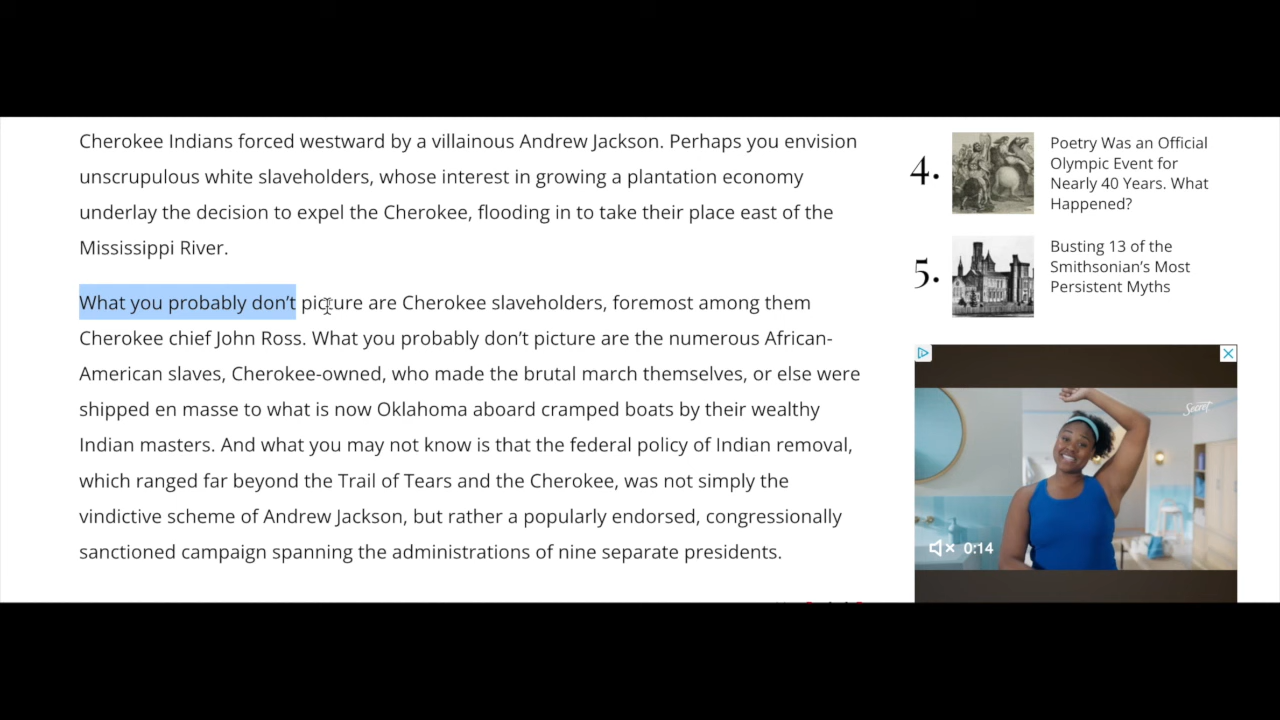 Cherokee Indians forced westward by a villainous Andrew Jackson. Perhaps you envision
unscrupulous white slaveholders, whose interest in growing a plantation economy
underlay the decision to expel the Cherokee, flooding in to take their place east of the
Mississippi River.
What you probably don’t picture are Cherokee slaveholders, foremost among them
Cherokee chief John Ross. What you probably don’t picture are the numerous African-
American slaves, Cherokee-owned, who made the brutal march themselves, or else were
shipped en masse to what is now Oklahoma aboard cramped boats by their wealthy
Indian masters. And what you may not know is that the federal policy of Indian removal,
which ranged far beyond the Trail of Tears and the Cherokee, was not simply the
vindictive scheme of Andrew Jackson, but rather a popularly endorsed, congressionally
sanctioned campaign spanning the administrations of nine separate presidents.
4.
Poetry Was an Official
Olympic Event for
Nearly 40 Years. What
Happened?
5.
Busting 13 of the
Smithsonian’s Most
Persistent Myths
Secret
0:14